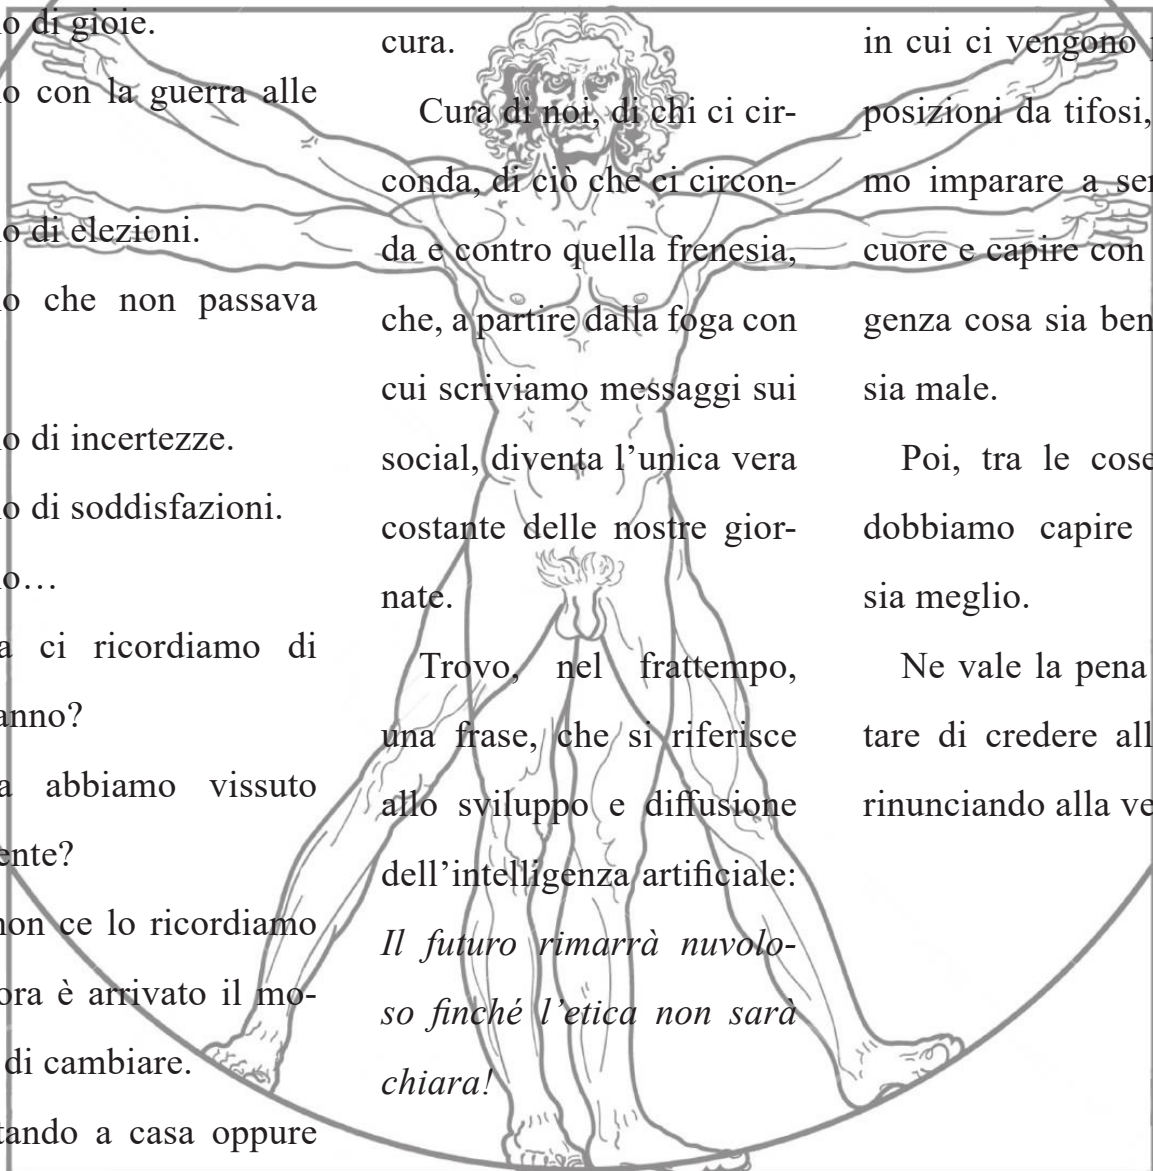 o di gioie.
o con la guerra alle
o di elezioni.
o che non passava
o di incertezze.
o di soddisfazioni.
o…
a ci ricordiamo di
anno?
a abbiamo vissuto
ente?
non ce lo ricordiamo
ora è arrivato il mo-
di cambiare.
tando a casa oppure
cura.
Cura di noi, di chi ci cir-
conda, di ciò che ci circon-
da e contro quella frenesia,
che, a partire dalla foga con
cui scriviamo messaggi sui
social, diventa l’unica vera
costante delle nostre gior-
nate.
Trovo, nel frattempo,
una frase, che si riferisce
allo sviluppo e diffusione
dell’intelligenza artificiale:
Il futuro rimarrà nuvolo-
so finché l’etica non sarà
chiara!
in cui ci vengono
posizioni da tifosi,
mo imparare a ser
cuore e capire con
genza cosa sia ben
sia male.
Poi, tra le cose
dobbiamo capire
sia meglio.
Ne vale la pena
tare di credere all
rinunciando alla ve